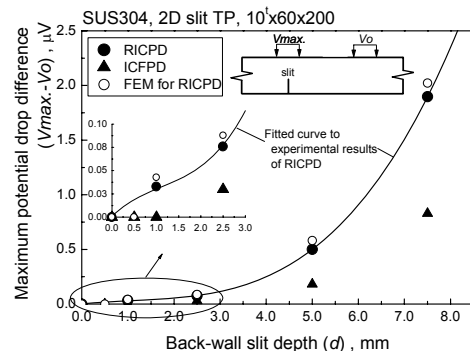 SUS304, 2D slit TP, 10ᵗx60x200
Maximum potential drop difference
(Vmax.-Vo) , μV
2.5
2.0
1.5
1.0
0.5
0.0
RICPD
ICFPD
FEM for RICPD
Vmax.
Vo
slit
0.10
0.08
0.05
0.03
0.00
0.0 0.5 1.0 1.5 2.0 2.5 3.0
Fitted curve to
experimental results
of RICPD
0.0 1.0 2.0 3.0 4.0 5.0 6.0 7.0 8.0
Back-wall slit depth (d) , mm